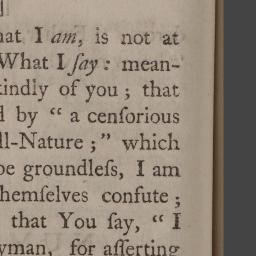 hat I am, is not at
What I ſay: mean-
kindly of you; that
d by “ a cenſorious
ll-Nature;” which
be groundleſs, I am
hemſelves confute;
that You ſay, “ I
yman, for aſſerting